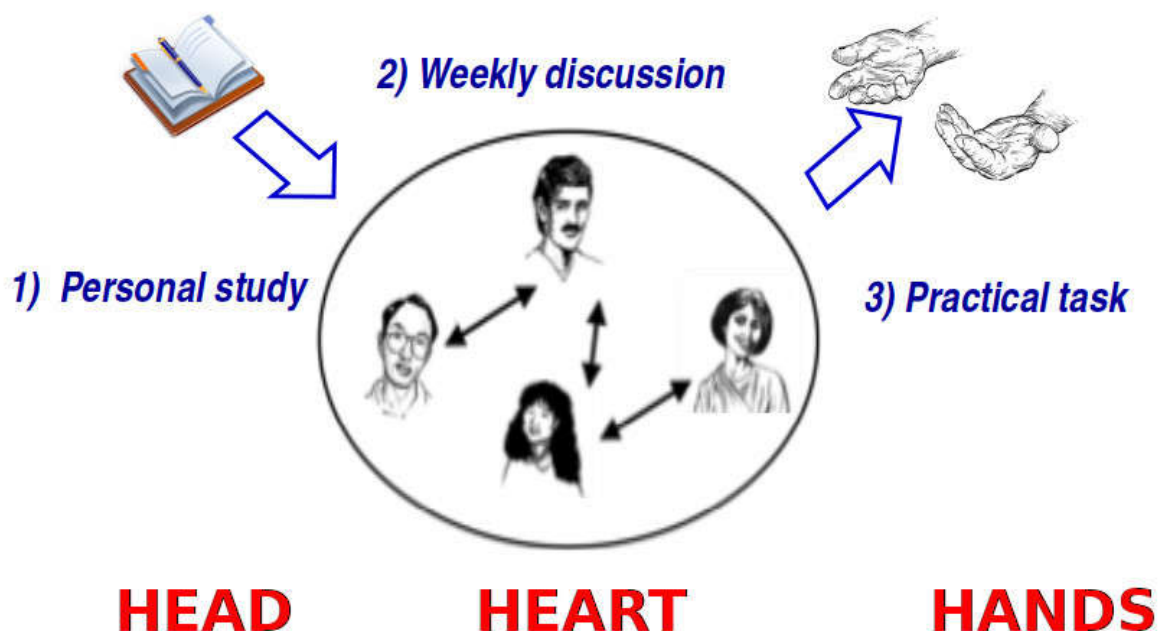 2) Weekly discussion
1) Personal study
3) Practical task
HEAD HEART HANDS